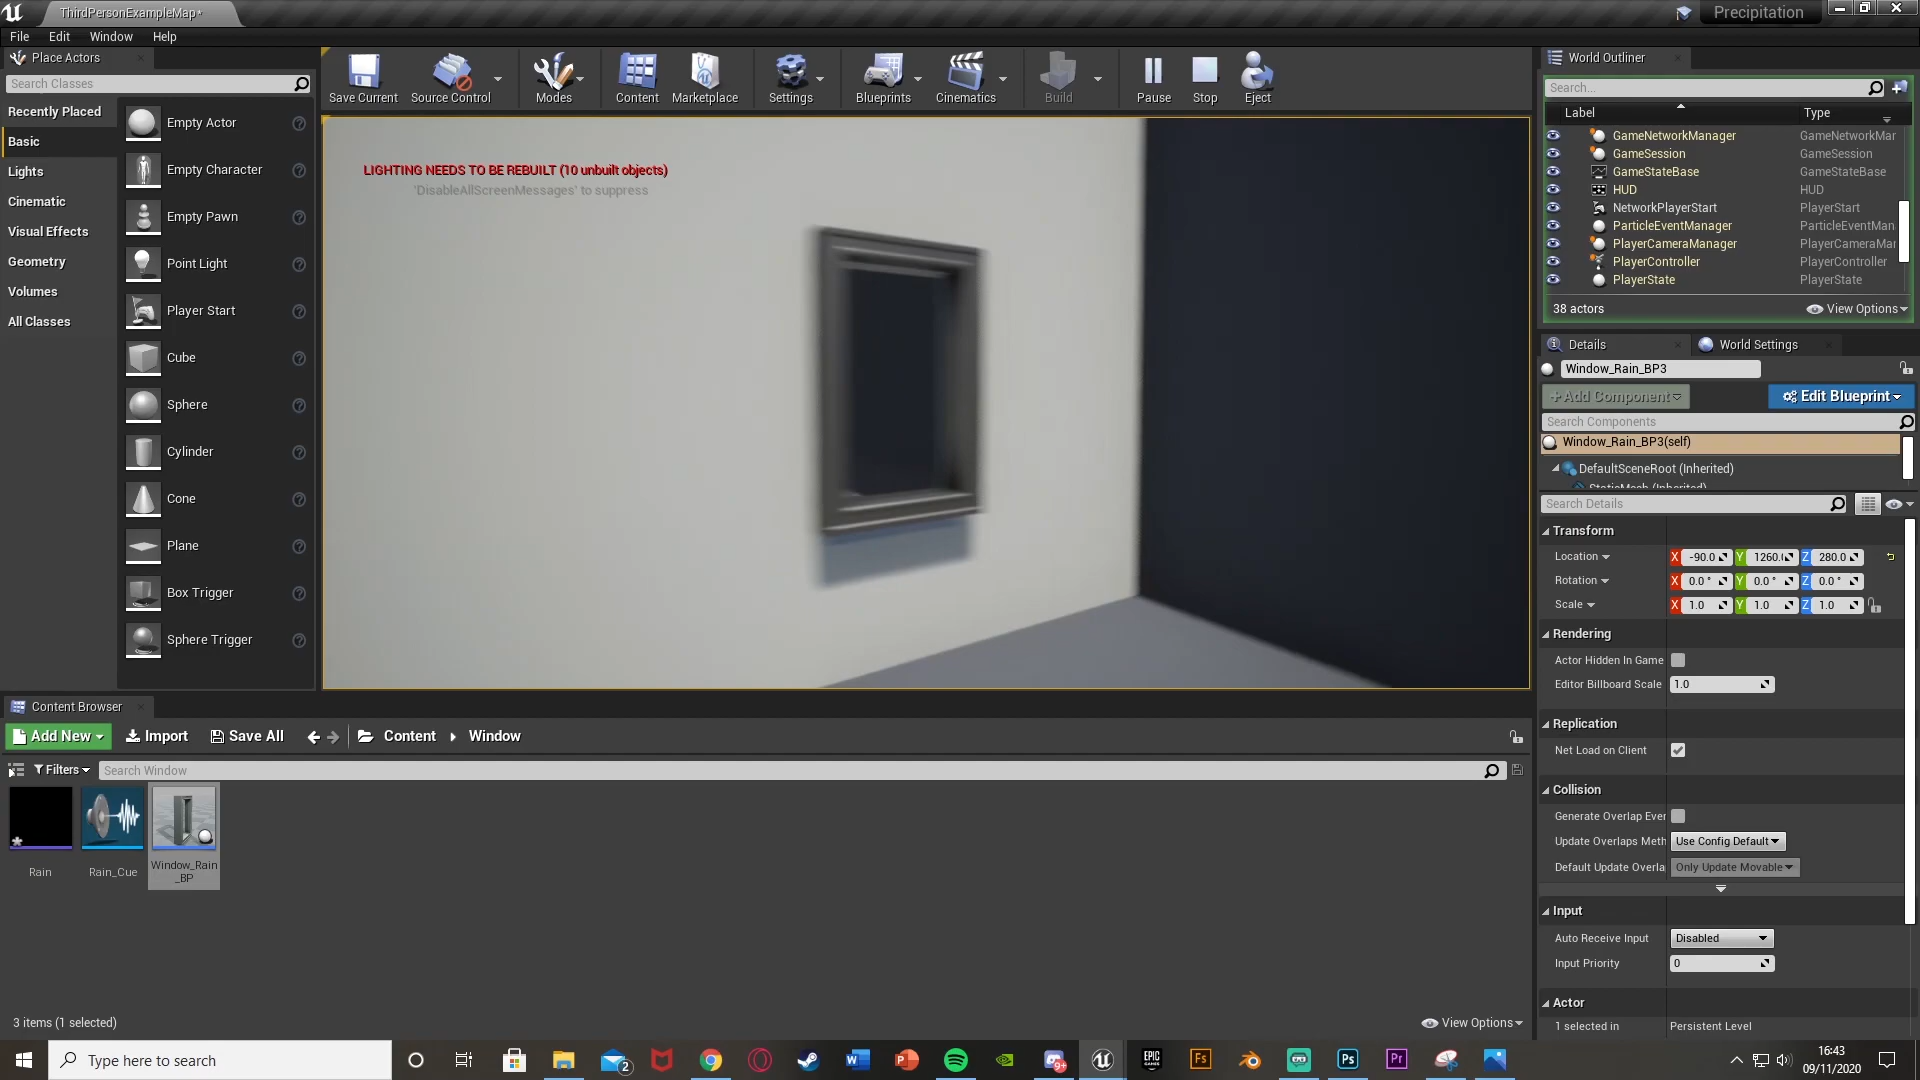 ThirdPersonExampleMap*
Precipitation
File Edit Window Help
Place Actors
Search Classes
Recently Placed
Basic
Lights
Cinematic
Visual Effects
Geometry
Volumes
All Classes
Empty Actor
Empty Character
Empty Pawn
Point Light
Player Start
Cube
Sphere
Cylinder
Cone
Plane
Box Trigger
Sphere Trigger
Save Current Source Control Modes Content Marketplace Settings Blueprints Cinematics Build Pause Stop Eject
LIGHTING NEEDS TO BE REBUILT (10 unbuilt objects)
'DisableAllScreenMessages' to suppress
World Outliner
Search...
Label Type
GameNetworkManager GameNetworkMar
GameSession GameSession
GameStateBase GameStateBase
HUD HUD
NetworkPlayerStart PlayerStart
ParticleEventManager ParticleEventMan
PlayerCameraManager PlayerCameraMar
PlayerController PlayerController
PlayerState PlayerState
38 actors View Options
Details World Settings
Window_Rain_BP3
+ Add Component Edit Blueprint
Search Components
Window_Rain_BP3(self)
DefaultSceneRoot (Inherited)
StaticMesh (Inherited)
Search Details
Transform
Location X -90.0 Y 1260.( Z 280.0
Rotation X 0.0 ° Y 0.0 ° Z 0.0 °
Scale X 1.0 Y 1.0 Z 1.0
Rendering
Actor Hidden In Game
Editor Billboard Scale 1.0
Replication
Net Load on Client
Collision
Generate Overlap Ever
Update Overlaps Meth Use Config Default
Default Update Overla Only Update Movable
Input
Auto Receive Input Disabled
Input Priority 0
Actor
1 selected in Persistent Level
Content Browser
Add New Import Save All Content Window
Filters Search Window
Rain
Rain_Cue
Window_Rain
_BP
3 items (1 selected) View Options
Type here to search
2
9+
EPIC
GAMES
Fs
Ps
Pr
16:43
09/11/2020